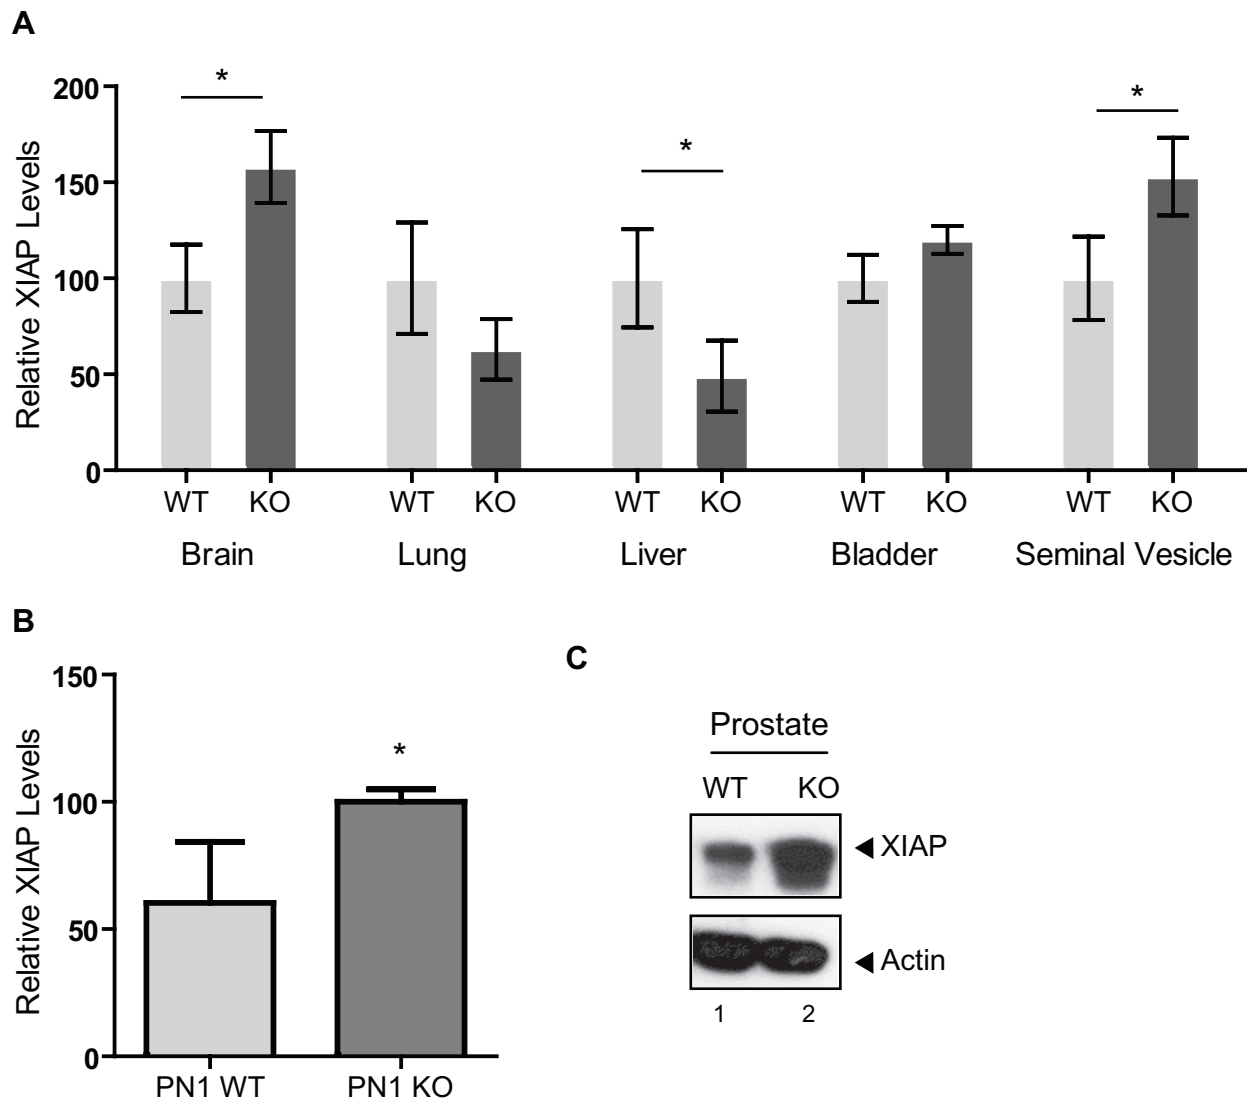 A
Relative XIAP Levels
200
150
100
50
0
*
*
*
WT KO WT KO WT KO WT KO WT KO
Brain Lung Liver Bladder Seminal Vesicle
B
Relative XIAP Levels
150
100
50
0
*
PN1 WT PN1 KO
C
Prostate
WT KO
XIAP
Actin
1 2